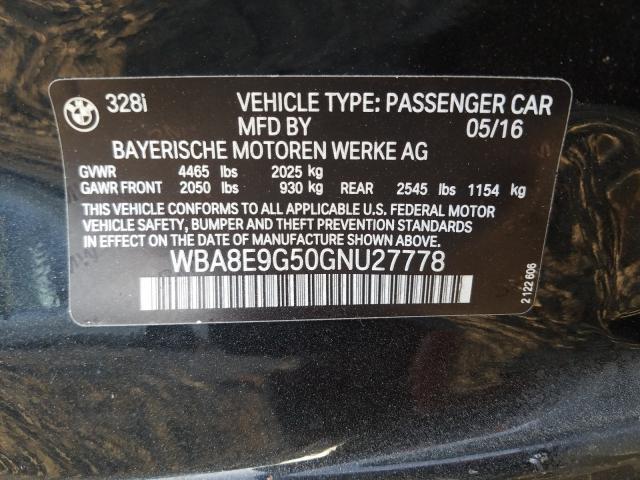 328i VEHICLE TYPE: PASSENGER CAR
MFD BY 05/16
BAYERISCHE MOTOREN WERKE AG
GVWR 4465 lbs 2025 kg
GAWR FRONT 2050 lbs 930 kg REAR 2545 lbs 1154 kg
THIS VEHICLE CONFORMS TO ALL APPLICABLE U.S. FEDERAL MOTOR
VEHICLE SAFETY, BUMPER AND THEFT PREVENTION STANDARDS IN
EFFECT ON THE DATE OF MANUFACTURE SHOWN ABOVE.
WBA8E9G50GNU27778
2 122 606